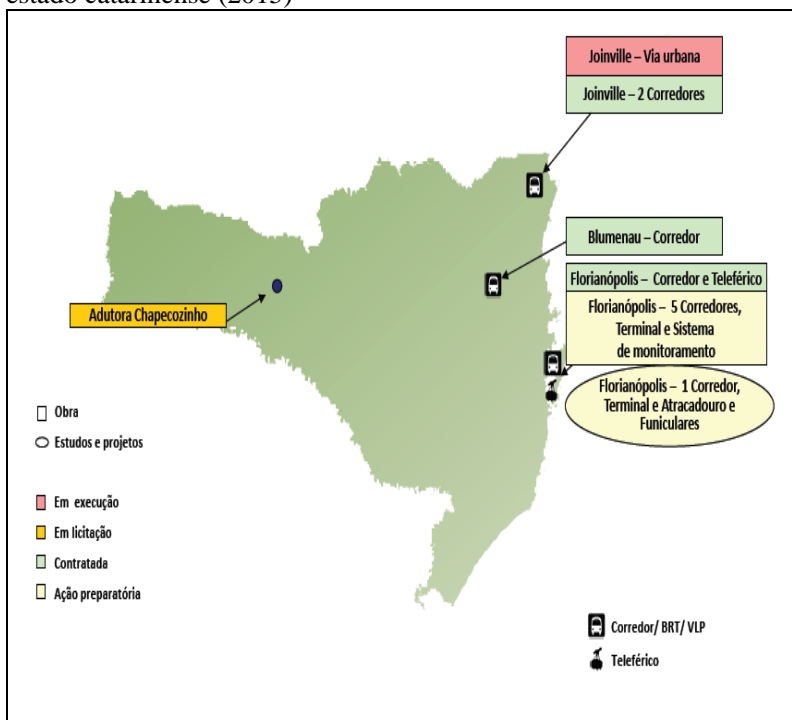 estado catarinense (2015)
Joinville – Via urbana
Joinville – 2 Corredores
Blumenau – Corredor
Florianópolis – Corredor e Teleférico
Florianópolis – 5 Corredores,
Terminal e Sistema
de monitoramento
Adutora Chapecozinho
Florianópolis – 1 Corredor,
Terminal e Atracadouro e
Funiculares
Obra
Estudos e projetos
Em execução
Em licitação
Contratada
Ação preparatória
Corredor/ BRT/ VLP
Teleférico